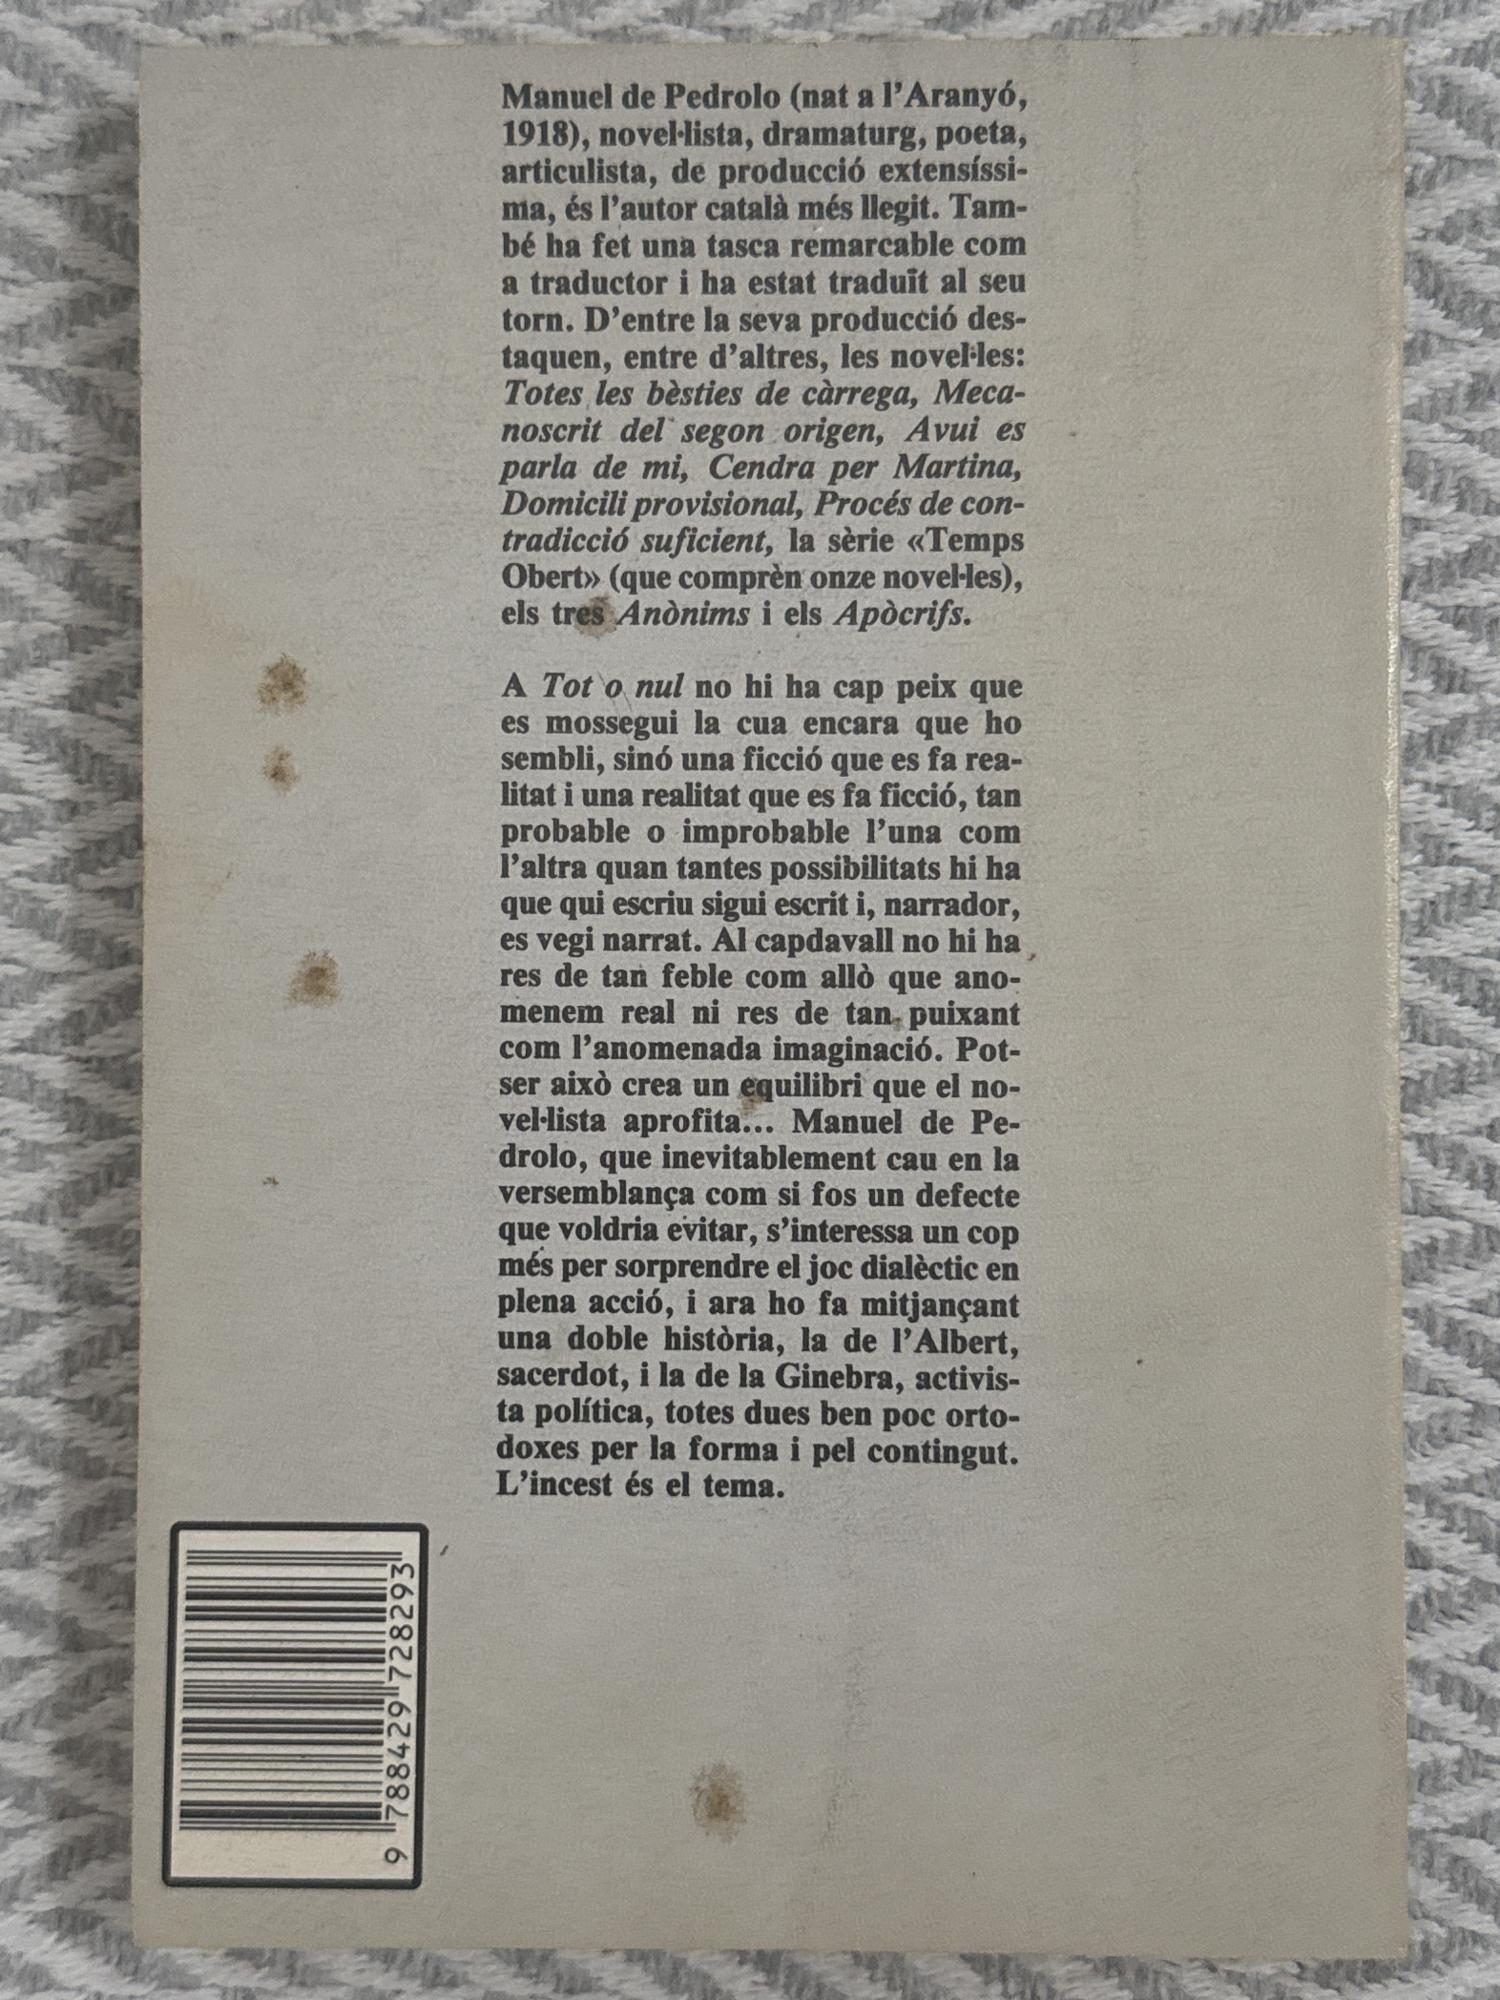 Manuel de Pedrolo (nat a l'Aranyó,
1918), novel·lista, dramaturg, poeta,
articulista, de producció extensíssi-
ma, és l'autor català més llegit. Tam-
bé ha fet una tasca remarcable com
a traductor i ha estat traduït al seu
torn. D'entre la seva producció des-
taquen, entre d'altres, les novel·les:
Totes les bèsties de càrrega, Meca-
noscrit del segon origen, Avui es
parla de mi, Cendra per Martina,
Domicili provisional, Procés de con-
tradicció suficient, la sèrie «Temps
Obert» (que comprèn onze novel·les),
els tres Anònims i els Apòcrifs.
A Tot o nul no hi ha cap peix que
es mossegui la cua encara que ho
sembli, sinó una ficció que es fa rea-
litat i una realitat que es fa ficció, tan
probable o improbable l'una com
l'altra quan tantes possibilitats hi ha
que qui escriu sigui escrit i, narrador,
es vegi narrat. Al capdavall no hi ha
res de tan feble com allò que ano-
menem real ni res de tan puixant
com l'anomenada imaginació. Pot-
ser això crea un equilibri que el no-
vel·lista aprofita... Manuel de Pe-
drolo, que inevitablement cau en la
versemblança com si fos un defecte
que voldria evitar, s'interessa un cop
més per sorprendre el joc dialèctic en
plena acció, i ara ho fa mitjançant
una doble història, la de l'Albert,
sacerdot, i la de la Ginebra, activis-
ta política, totes dues ben poc orto-
doxes per la forma i pel contingut.
L'incest és el tema.
9 788429 728293